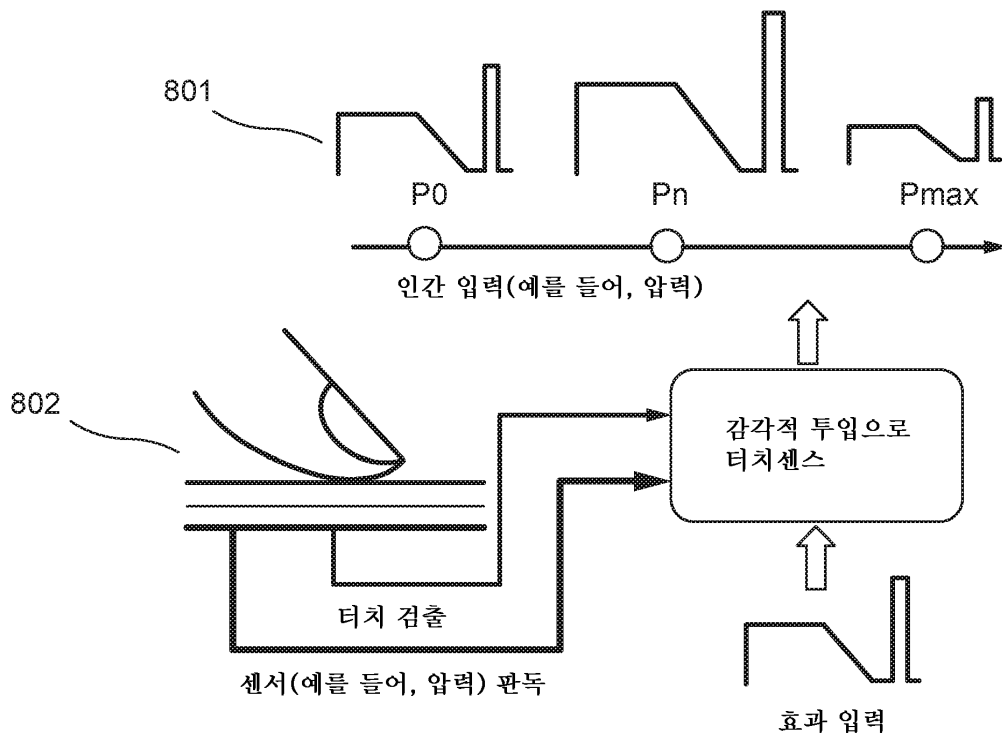 801
P0
Pn
Pmax
인간 입력(예를 들어, 압력)
802
감각적 투입으로
터치센스
터치 검출
센서(예를 들어, 압력) 판독
효과 입력